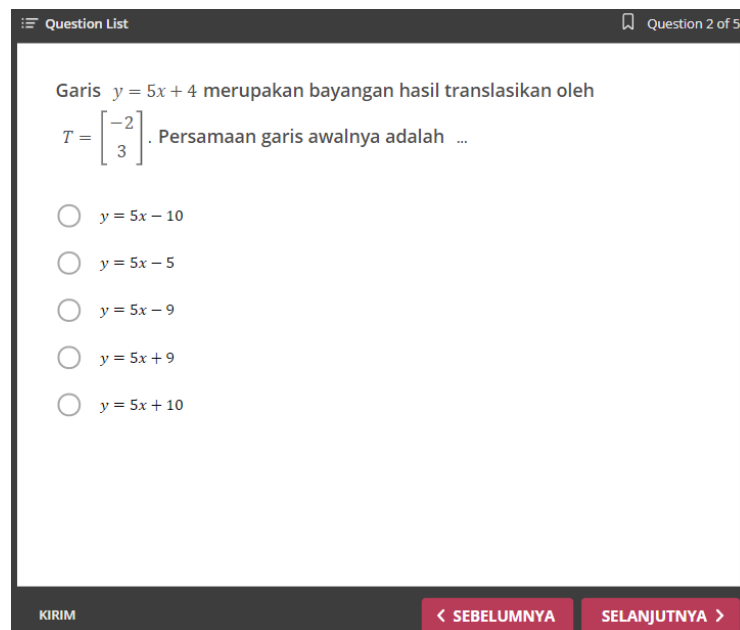 Question List
Question 2 of 5
Garis y = 5x + 4 merupakan bayangan hasil translasikan oleh
T = [−2 3]. Persamaan garis awalnya adalah ...
y = 5x − 10
y = 5x − 5
y = 5x − 9
y = 5x + 9
y = 5x + 10
KIRIM
SEBELUMNYA
SELANJUTNYA